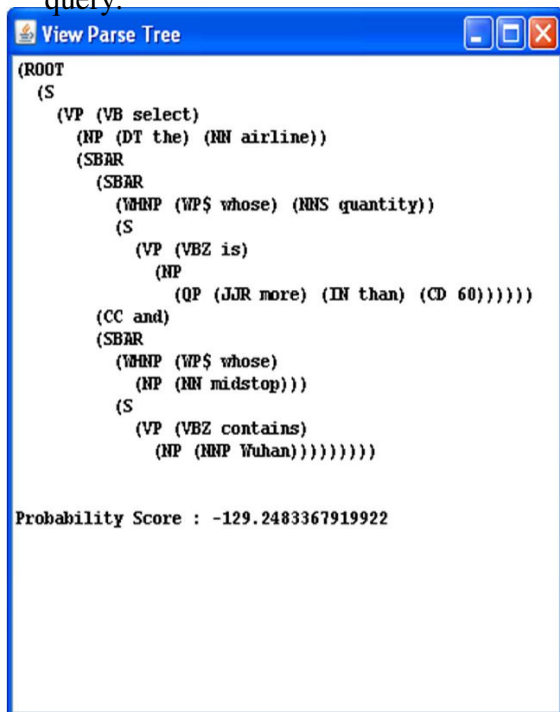 query.
View Parse Tree
(ROOT
(S
(VP (VB select)
(NP (DT the) (NN airline))
(SBAR
(SBAR
(WHNP (WP$ whose) (NNS quantity))
(S
(VP (VBZ is)
(NP
(QP (JJR more) (IN than) (CD 60))))))
(CC and)
(SBAR
(WHNP (WP$ whose)
(NP (NN midstop)))
(S
(VP (VBZ contains)
(NP (NNP Wuhan)))))))))
Probability Score : -129.2483367919922